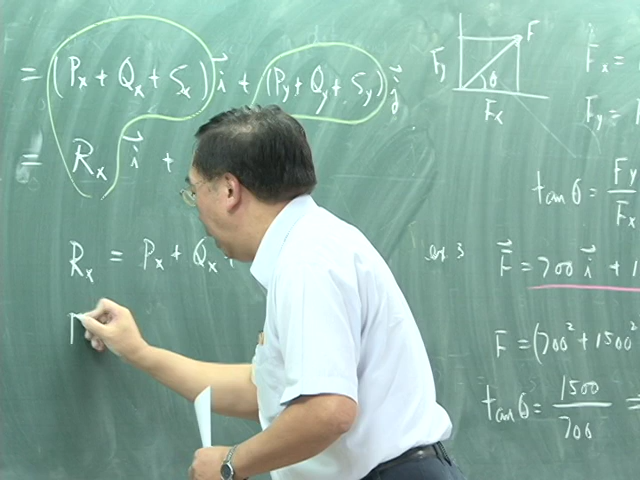 = (Px + Qx + Sx) i + (Py + Qy + Sy) j
= Rx i +
Rx = Px + Qx +
F
Fy
θ
Fx
Fx =
Fy =
tan θ = Fy / Fx
ex. 3
F = 700 i + 1
F = (700² + 1500²
tan θ = 1500 / 700 =